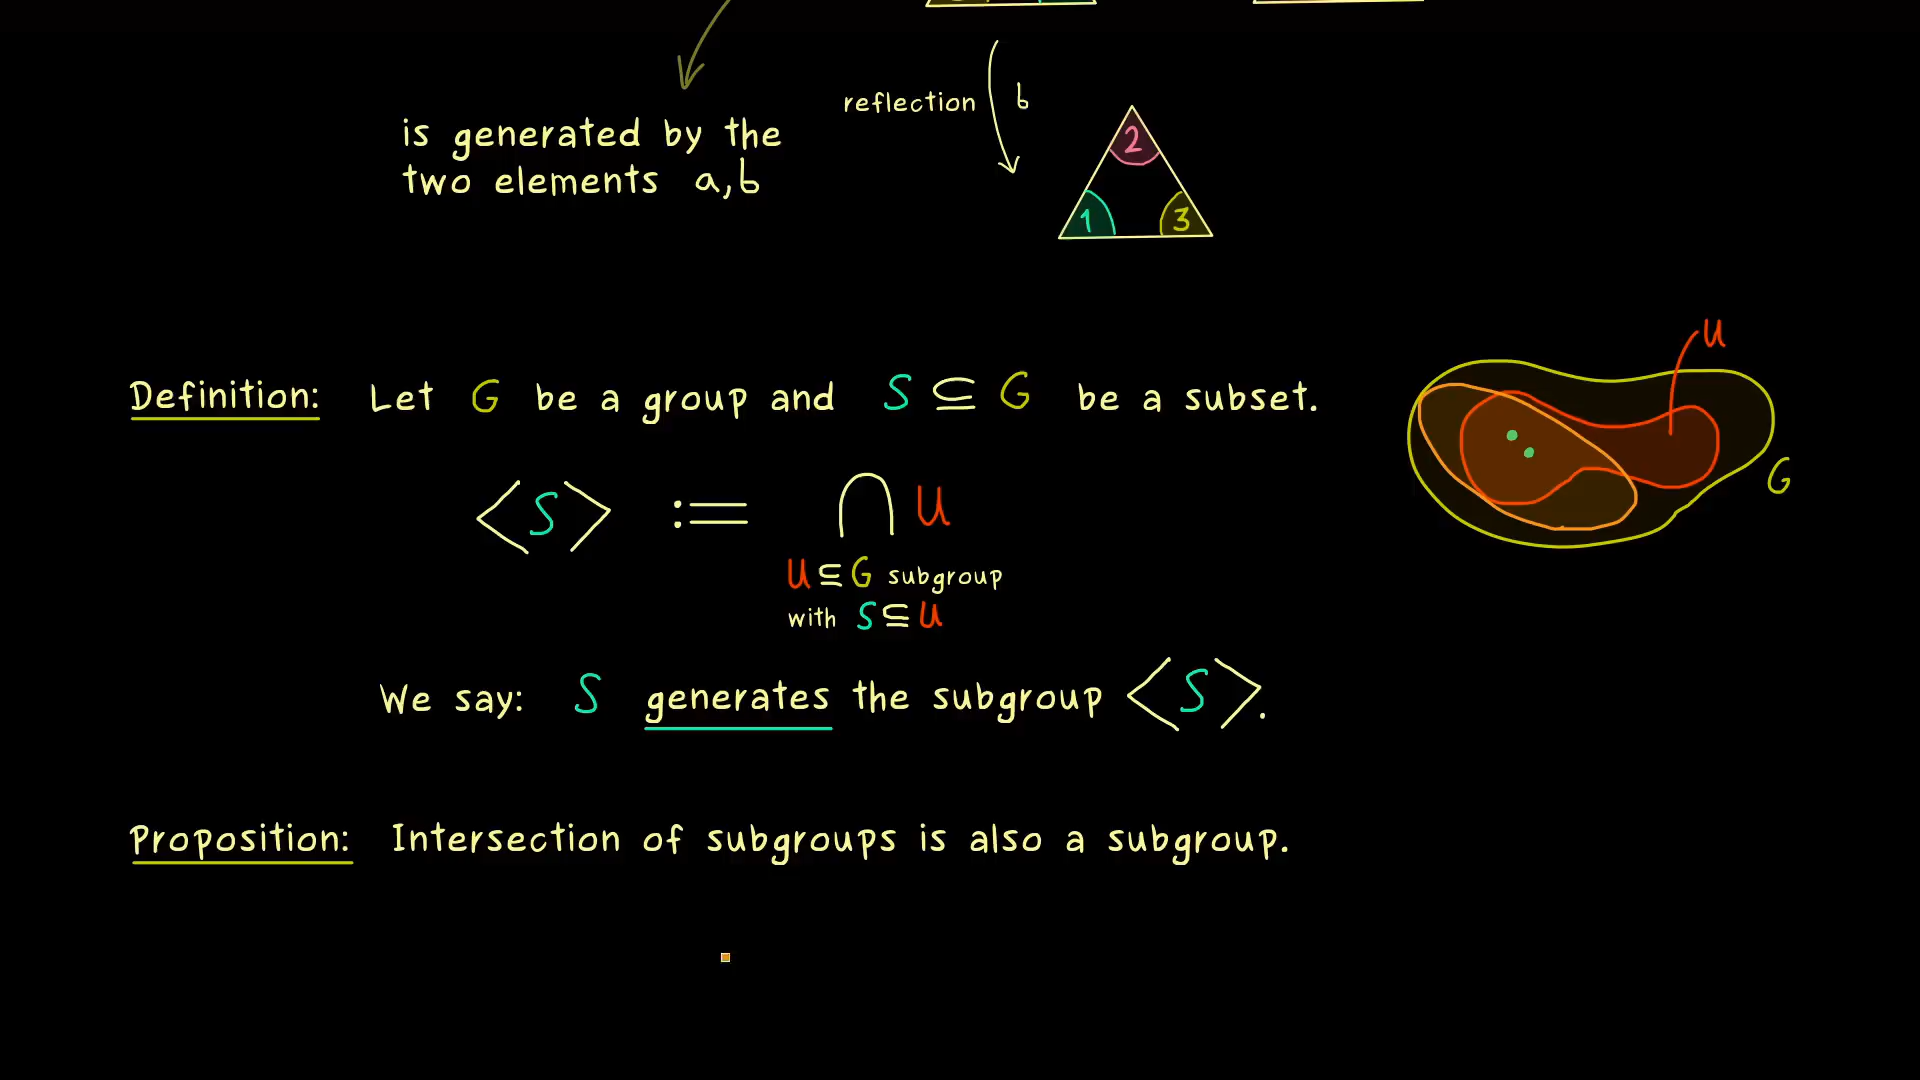 is generated by the
two elements a,b
reflection b
2
1 3
U
Definition: Let G be a group and S ⊆ G be a subset.
G
⟨S⟩ := ⋂ U
U ⊆ G subgroup
with S ⊆ U
We say: S generates the subgroup ⟨S⟩.
Proposition: Intersection of subgroups is also a subgroup.